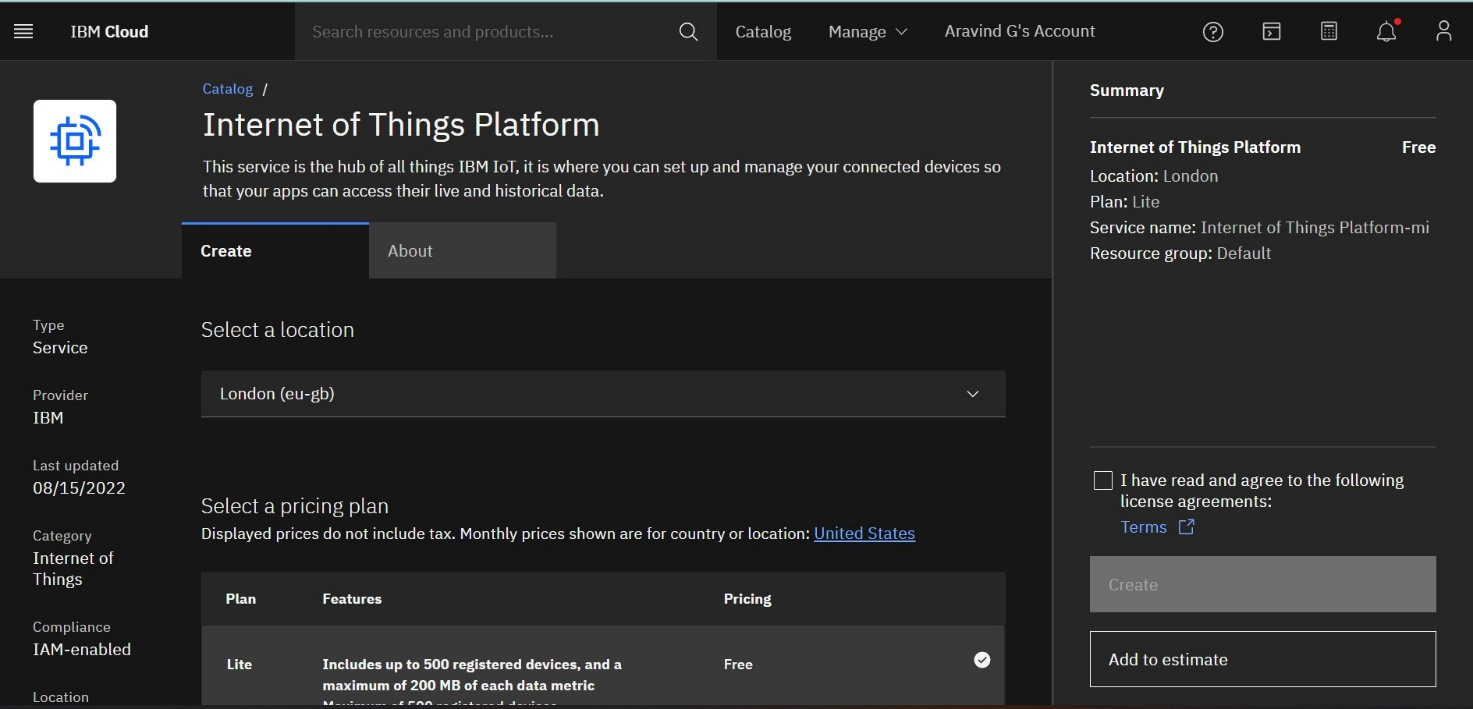 IBM Cloud
Search resources and products...
Catalog
Manage
Aravind G's Account
Catalog /
Internet of Things Platform
This service is the hub of all things IBM IoT, it is where you can set up and manage your connected devices so
that your apps can access their live and historical data.
Create
About
Type
Service
Provider
IBM
Last updated
08/15/2022
Category
Internet of
Things
Compliance
IAM-enabled
Location
Select a location
London (eu-gb)
Select a pricing plan
Displayed prices do not include tax. Monthly prices shown are for country or location: United States
Plan Features Pricing
Lite Includes up to 500 registered devices, and a Free
maximum of 200 MB of each data metric
Maximum of 500 registered devices
Summary
Internet of Things Platform Free
Location: London
Plan: Lite
Service name: Internet of Things Platform-mi
Resource group: Default
I have read and agree to the following
license agreements:
Terms
Create
Add to estimate